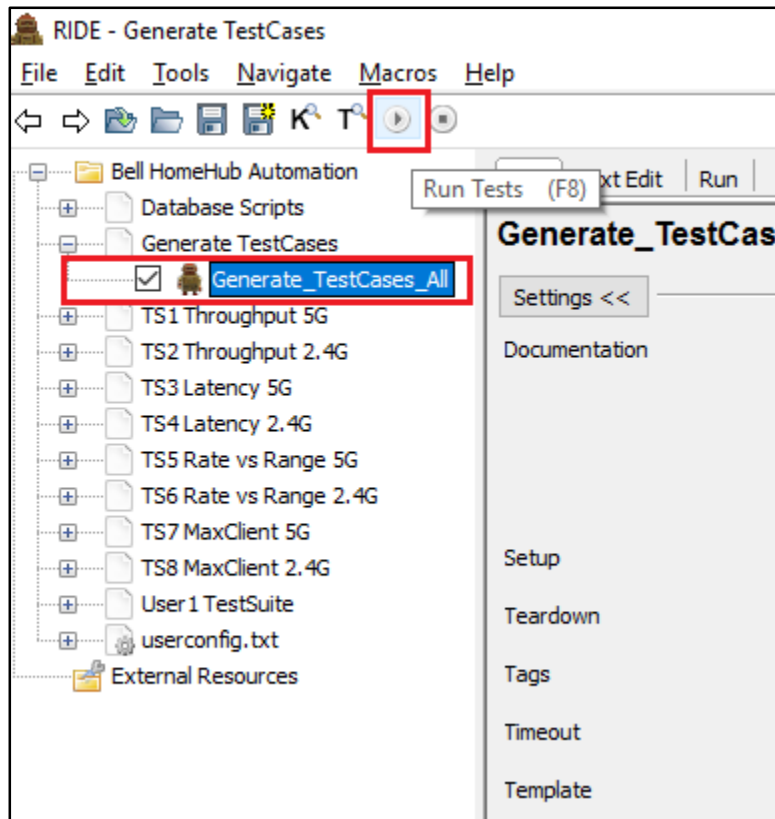 RIDE - Generate TestCases
File Edit Tools Navigate Macros Help
K T
Bell HomeHub Automation
Database Scripts
Generate TestCases
Generate_TestCases_All
TS1 Throughput 5G
TS2 Throughput 2.4G
TS3 Latency 5G
TS4 Latency 2.4G
TS5 Rate vs Range 5G
TS6 Rate vs Range 2.4G
TS7 MaxClient 5G
TS8 MaxClient 2.4G
User1 TestSuite
userconfig.txt
External Resources
xt Edit Run
Run Tests (F8)
Generate_TestCas
Settings <<
Documentation
Setup
Teardown
Tags
Timeout
Template